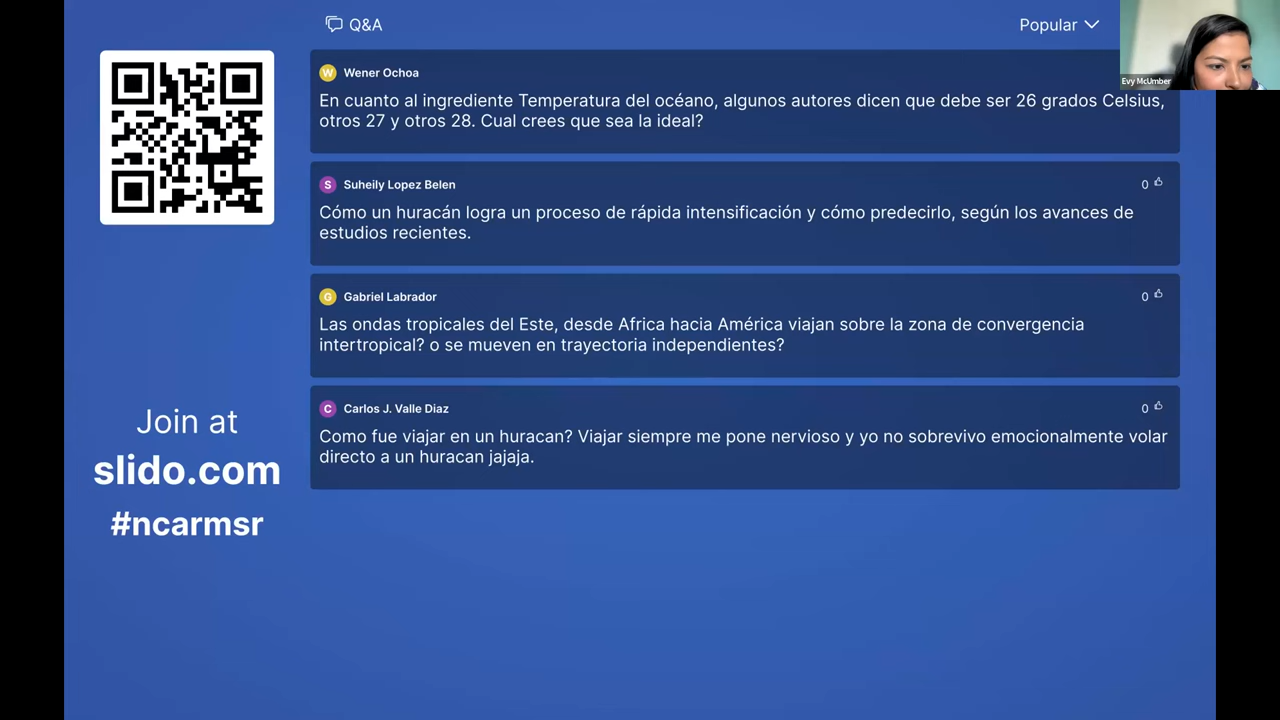 Q&A
Popular
Evy McUmber
W Wener Ochoa
En cuanto al ingrediente Temperatura del océano, algunos autores dicen que debe ser 26 grados Celsius,
otros 27 y otros 28. Cual crees que sea la ideal?
S Suheily Lopez Belen
0
Cómo un huracán logra un proceso de rápida intensificación y cómo predecirlo, según los avances de
estudios recientes.
G Gabriel Labrador
0
Las ondas tropicales del Este, desde Africa hacia América viajan sobre la zona de convergencia
intertropical? o se mueven en trayectoria independientes?
C Carlos J. Valle Diaz
0
Como fue viajar en un huracan? Viajar siempre me pone nervioso y yo no sobrevivo emocionalmente volar
directo a un huracan jajaja.
Join at
slido.com
#ncarmsr